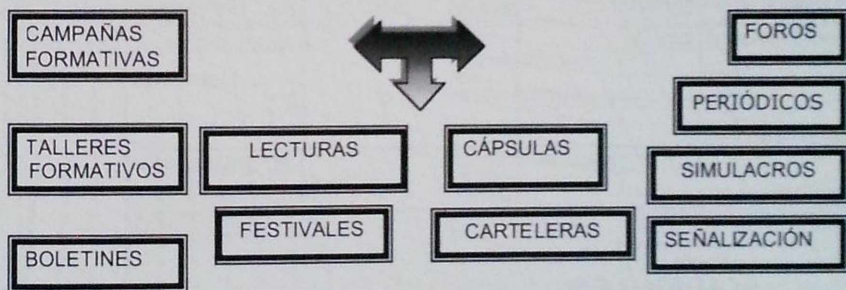 CAMPAÑAS
FORMATIVAS
FOROS
PERIÓDICOS
TALLERES
FORMATIVOS
LECTURAS
CÁPSULAS
SIMULACROS
FESTIVALES
CARTELERAS
SEÑALIZACIÓN
BOLETINES